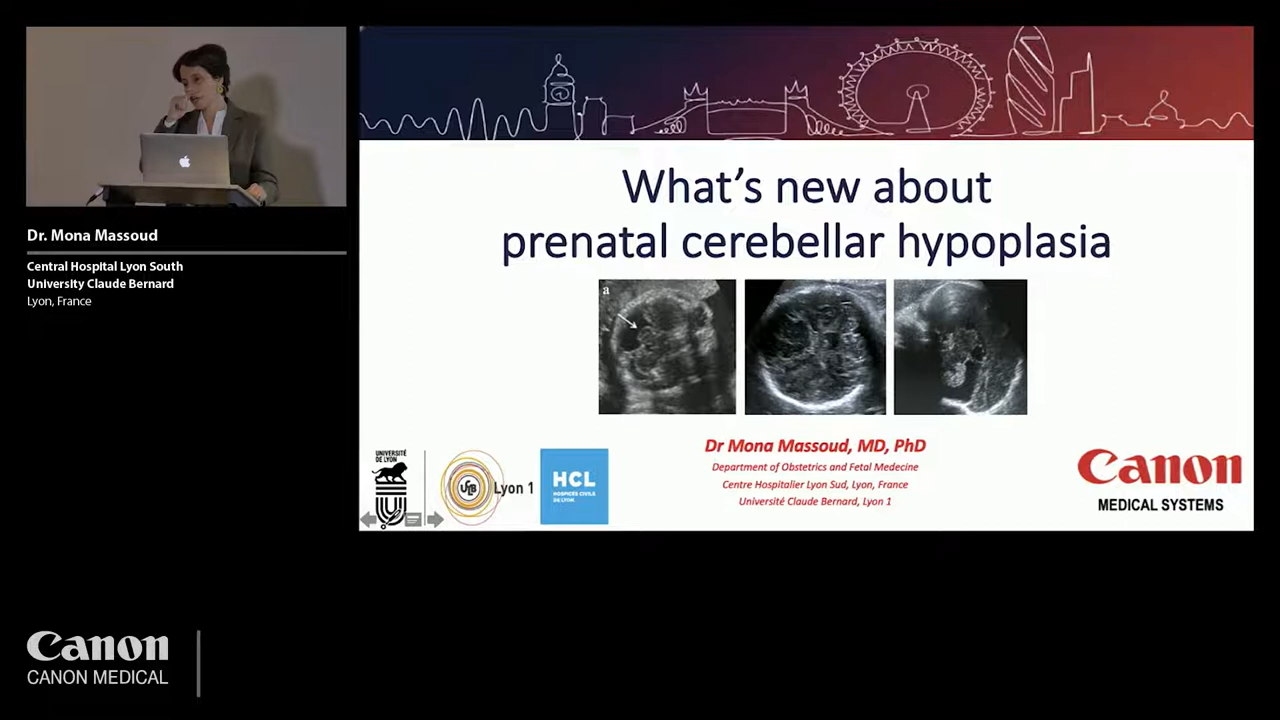 Dr. Mona Massoud
Central Hospital Lyon South
University Claude Bernard
Lyon, France
What's new about
prenatal cerebellar hypoplasia
a
Dr Mona Massoud, MD, PhD
Department of Obstetrics and Fetal Medecine
Centre Hospitalier Lyon Sud, Lyon, France
Université Claude Bernard, Lyon 1
UNIVERSITÉ
DE LYON
Lyon 1
HCL
HOSPICES CIVILS
DE LYON
Canon
MEDICAL SYSTEMS
Canon
CANON MEDICAL